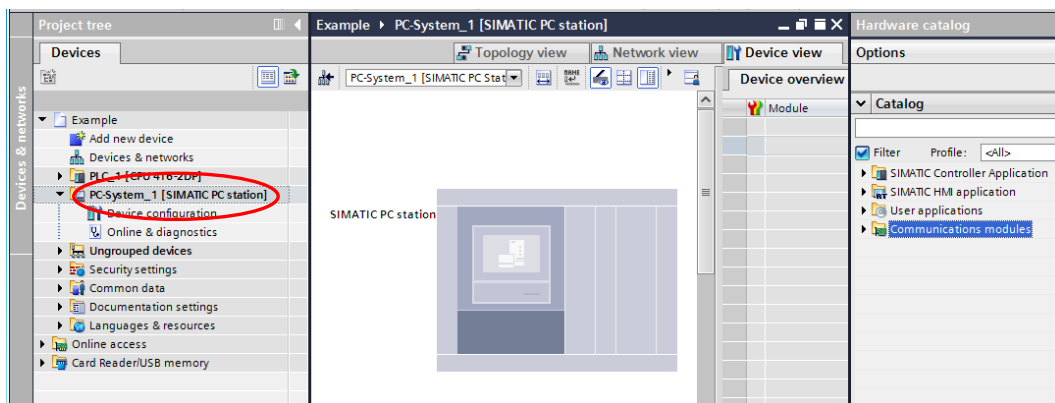 Project tree
Devices
Devices & networks
Example
Add new device
Devices & networks
PLC_1 [CPU 416-2DP]
PC-System_1 [SIMATIC PC station]
Device configuration
Online & diagnostics
Ungrouped devices
Security settings
Common data
Documentation settings
Languages & resources
Online access
Card Reader/USB memory
Example PC-System_1 [SIMATIC PC station]
Topology view Network view Device view
PC-System_1 [SIMATIC PC Stat
NAME
SIMATIC PC station
Device overview
Module
Hardware catalog
Options
Catalog
Filter Profile: <All>
SIMATIC Controller Application
SIMATIC HMI application
RT
User applications
Communications modules